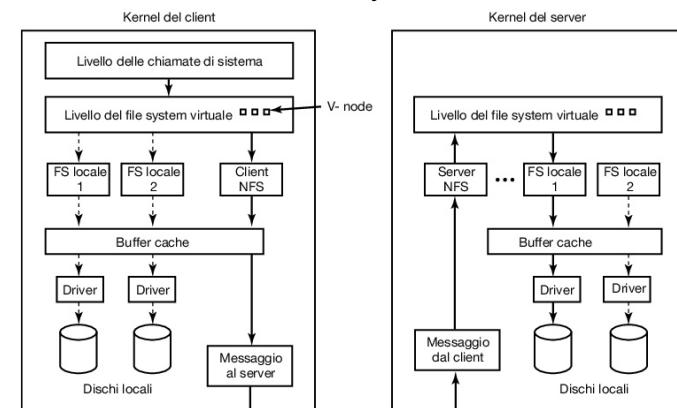 Kernel del client
Livello delle chiamate di sistema
Livello del file system virtuale
V- node
FS locale
1
FS locale
2
Client
NFS
Buffer cache
Driver
Driver
Messaggio
al server
Dischi locali
Kernel del server
Livello del file system virtuale
Server
NFS
FS locale
1
FS locale
2
Buffer cache
Driver
Driver
Messaggio
dal client
Dischi locali